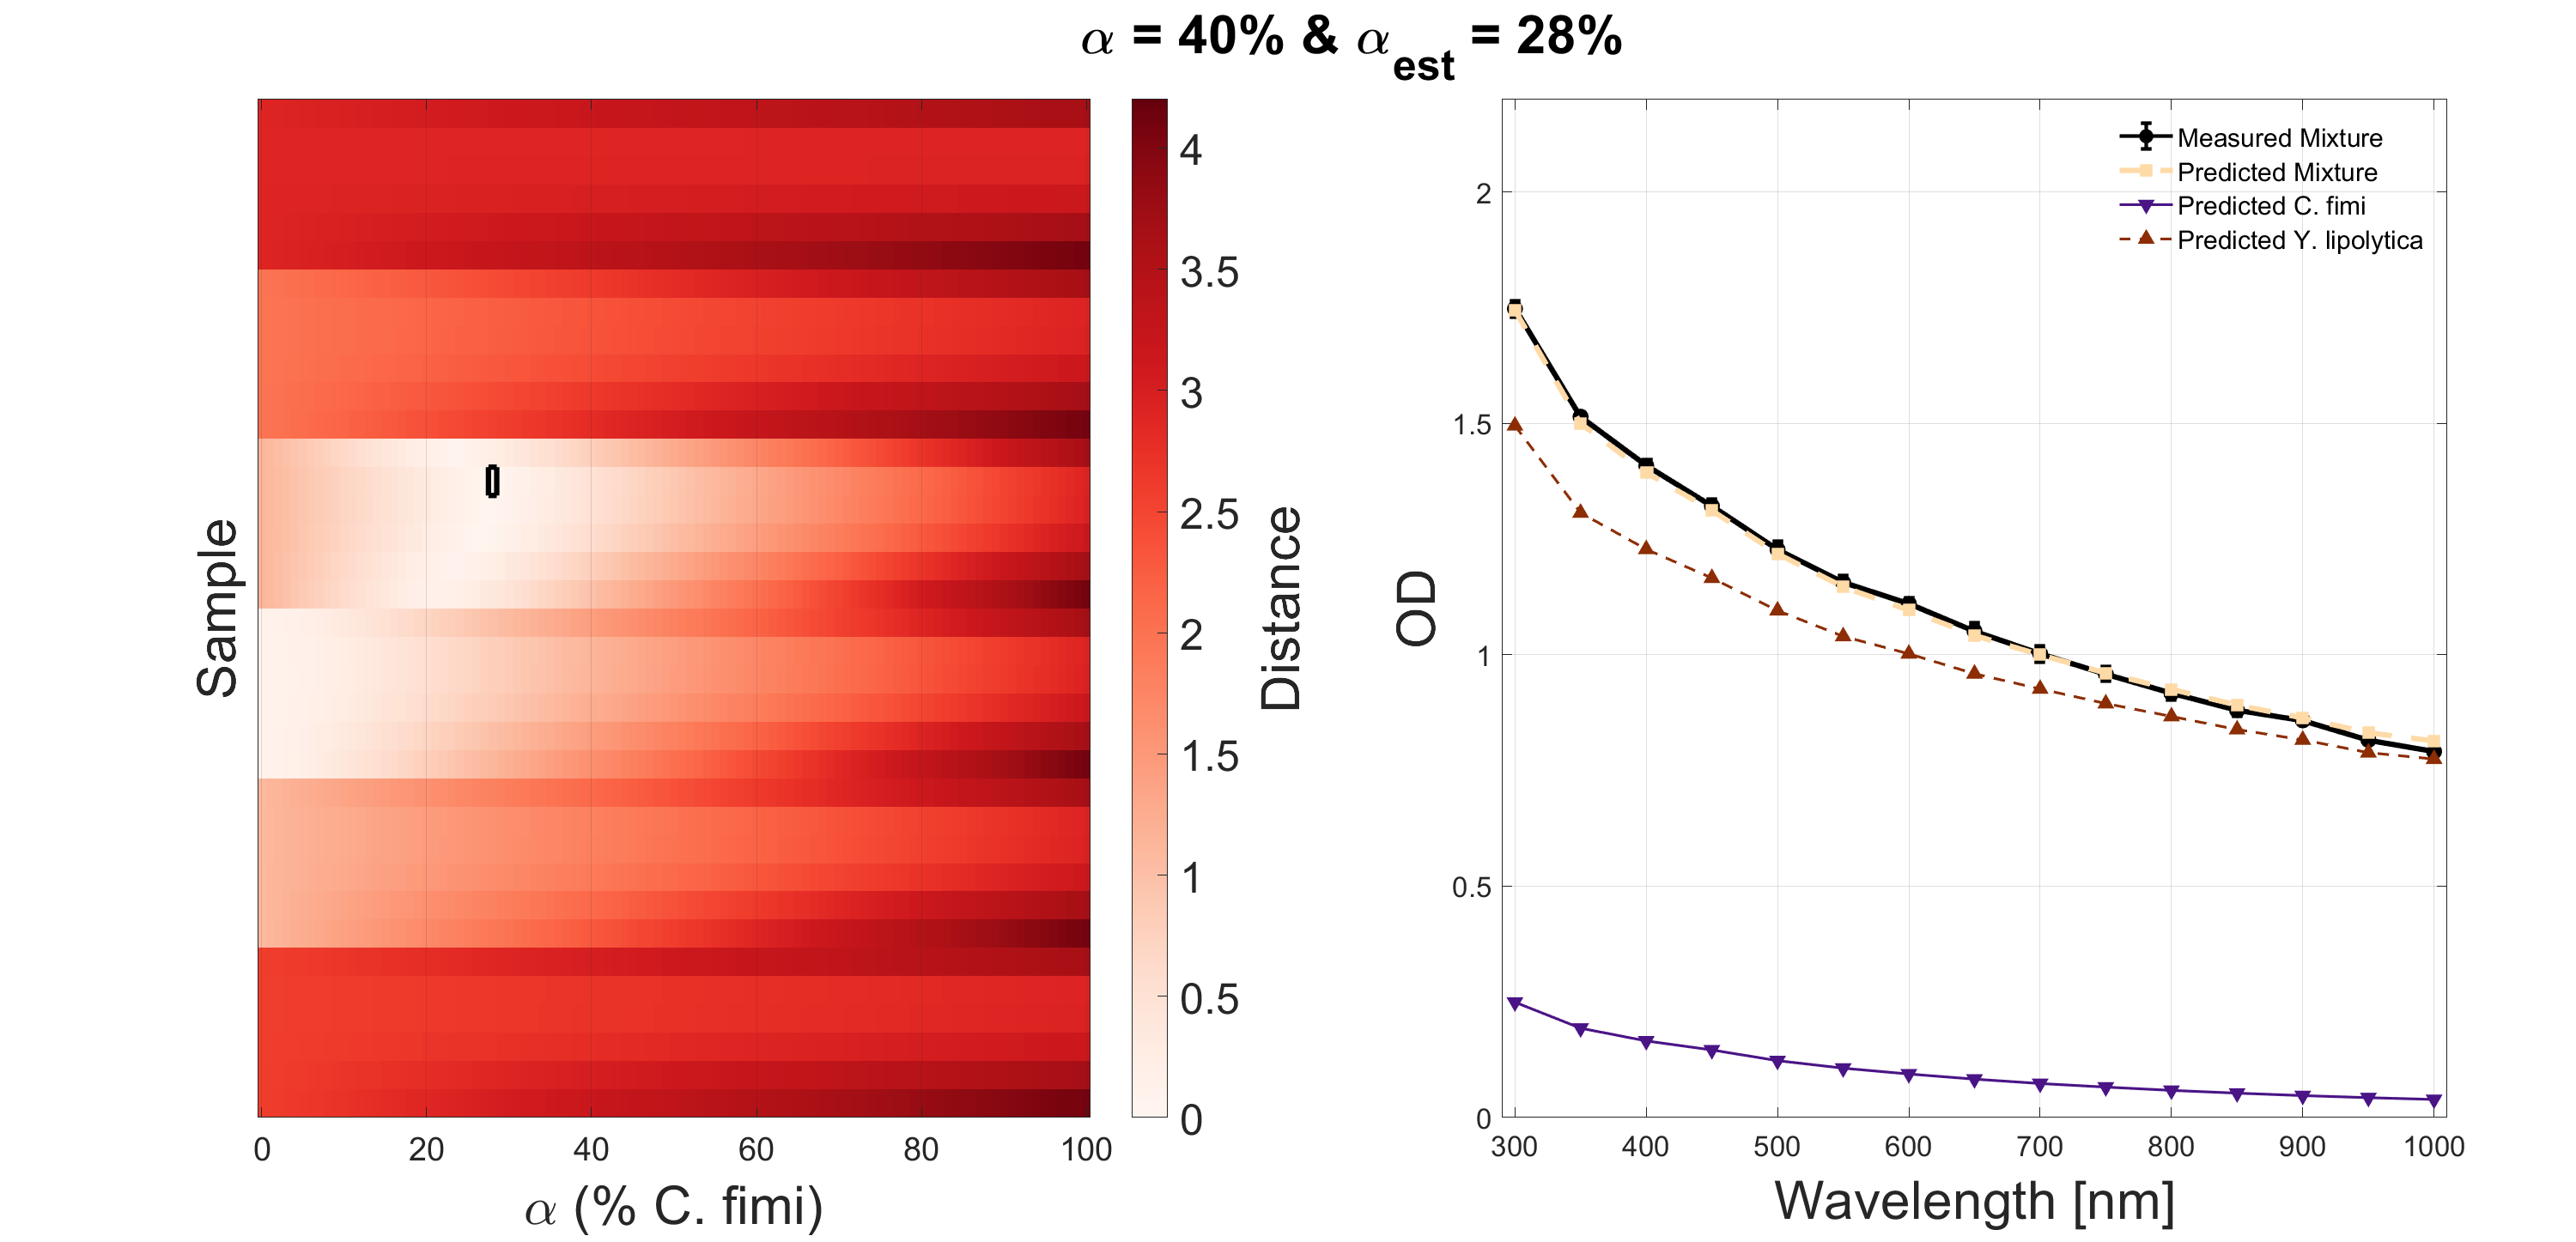 α = 40% & αest = 28%
Sample
0 20 40 60 80 100
α (% C. fimi)
4
3.5
3
2.5
2
1.5
1
0.5
0
Distance
OD
2
1.5
1
0.5
0
Measured Mixture
Predicted Mixture
Predicted C. fimi
Predicted Y. lipolytica
300 400 500 600 700 800 900 1000
Wavelength [nm]